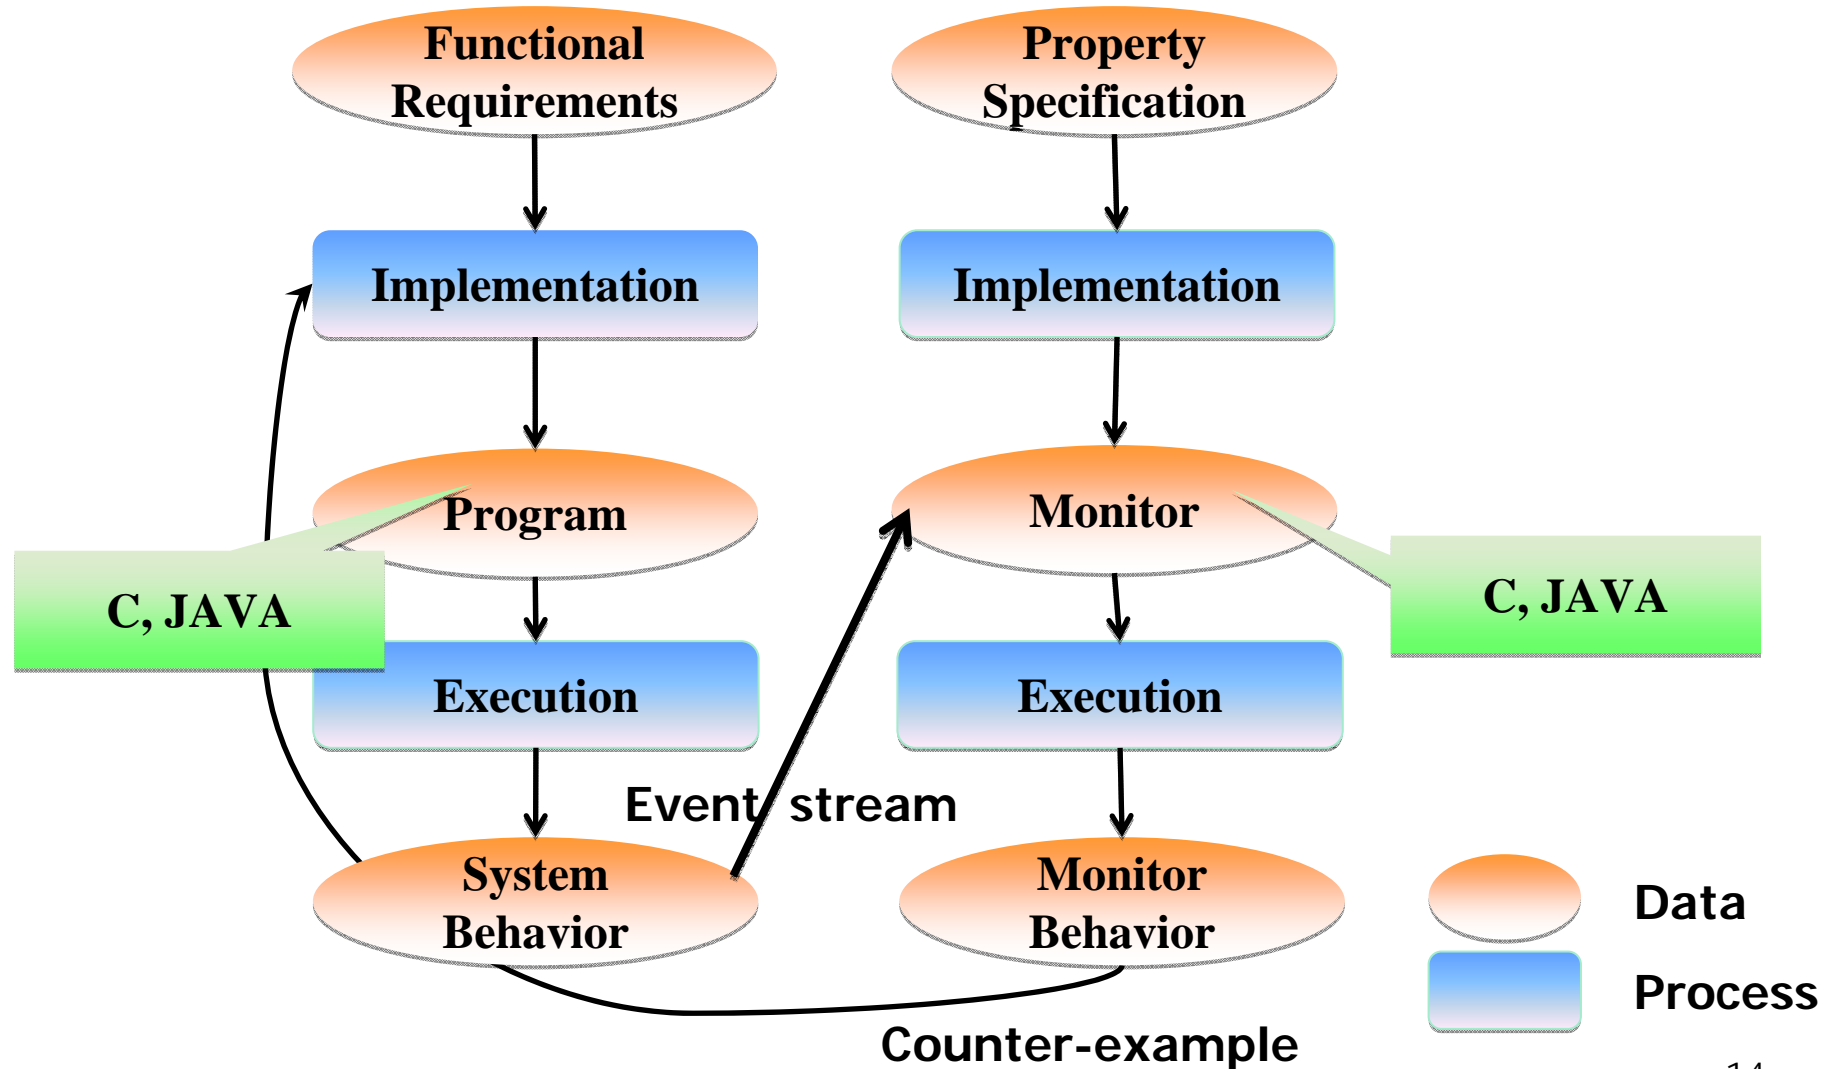 Functional
Requirements
Property
Specification
Implementation
Implementation
Program
Monitor
C, JAVA
C, JAVA
Execution
Execution
Event stream
System
Behavior
Monitor
Behavior
Data
Process
Counter-example
14